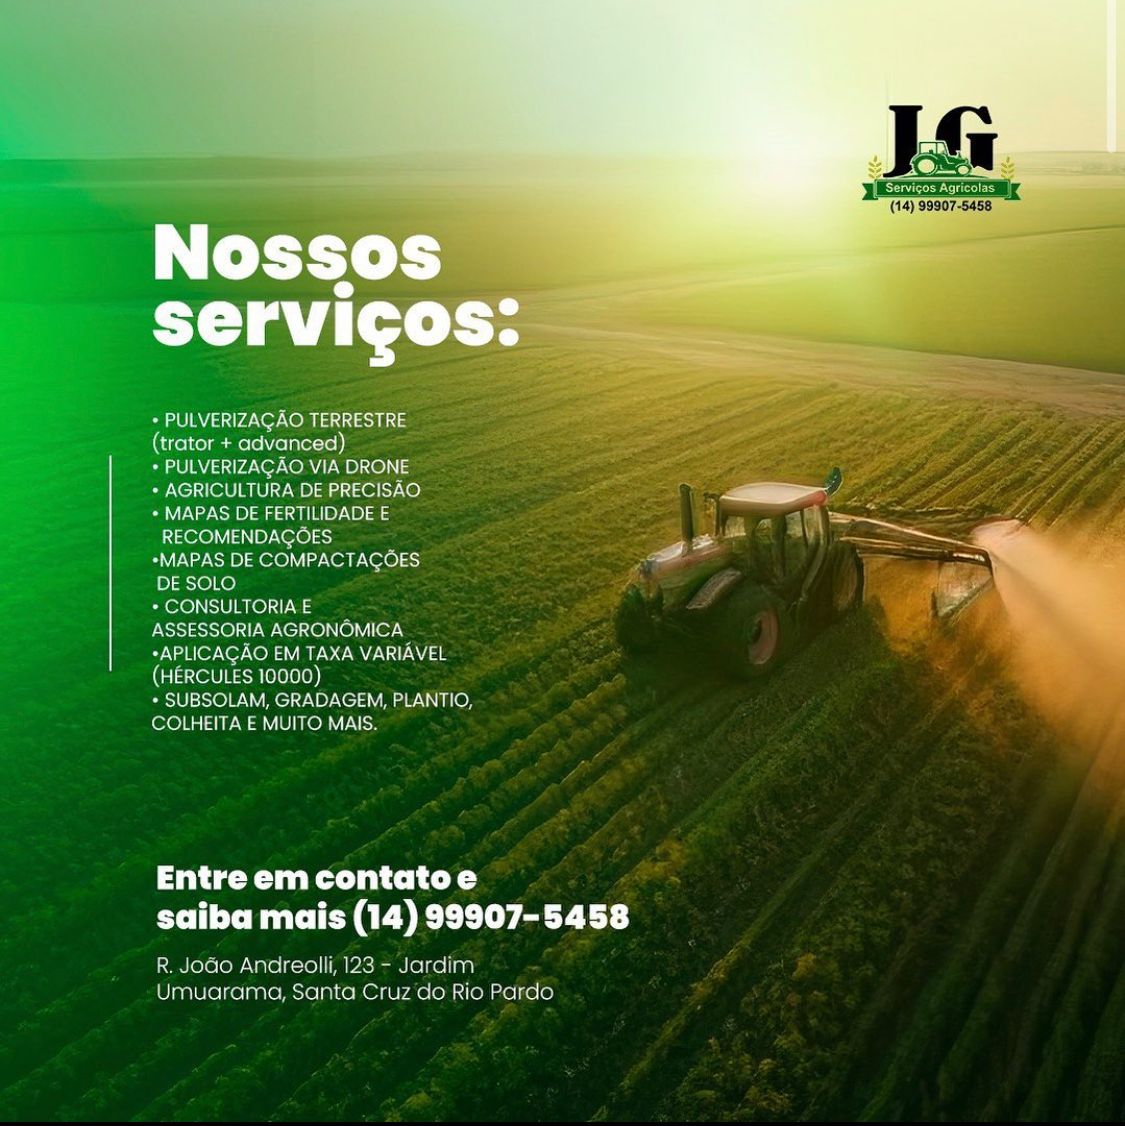 JG
Serviços Agricolas
(14) 99907-5458
Nossos
serviços:
• PULVERIZAÇÃO TERRESTRE
(trator + advanced)
• PULVERIZAÇÃO VIA DRONE
• AGRICULTURA DE PRECISÃO
• MAPAS DE FERTILIDADE E
RECOMENDAÇÕES
•MAPAS DE COMPACTAÇÕES
DE SOLO
• CONSULTORIA E
ASSESSORIA AGRONÔMICA
•APLICAÇÃO EM TAXA VARIÁVEL
(HÉRCULES 10000)
• SUBSOLAM, GRADAGEM, PLANTIO,
COLHEITA E MUITO MAIS.
Entre em contato e
saiba mais (14) 99907-5458
R. João Andreolli, 123 - Jardim
Umuarama, Santa Cruz do Rio Pardo